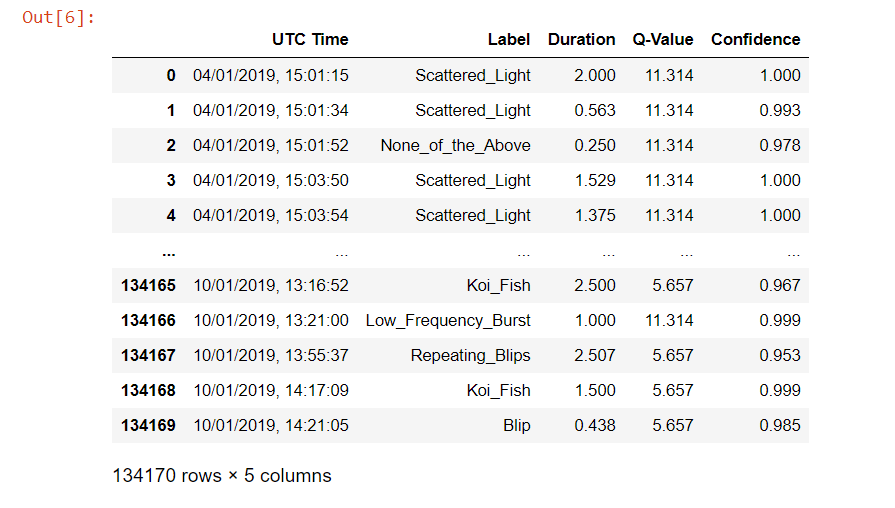 Out[6]:
UTC Time Label Duration Q-Value Confidence
0 04/01/2019, 15:01:15 Scattered_Light 2.000 11.314 1.000
1 04/01/2019, 15:01:34 Scattered_Light 0.563 11.314 0.993
2 04/01/2019, 15:01:52 None_of_the_Above 0.250 11.314 0.978
3 04/01/2019, 15:03:50 Scattered_Light 1.529 11.314 1.000
4 04/01/2019, 15:03:54 Scattered_Light 1.375 11.314 1.000
... ... ... ... ... ...
134165 10/01/2019, 13:16:52 Koi_Fish 2.500 5.657 0.967
134166 10/01/2019, 13:21:00 Low_Frequency_Burst 1.000 11.314 0.999
134167 10/01/2019, 13:55:37 Repeating_Blips 2.507 5.657 0.953
134168 10/01/2019, 14:17:09 Koi_Fish 1.500 5.657 0.999
134169 10/01/2019, 14:21:05 Blip 0.438 5.657 0.985
134170 rows × 5 columns